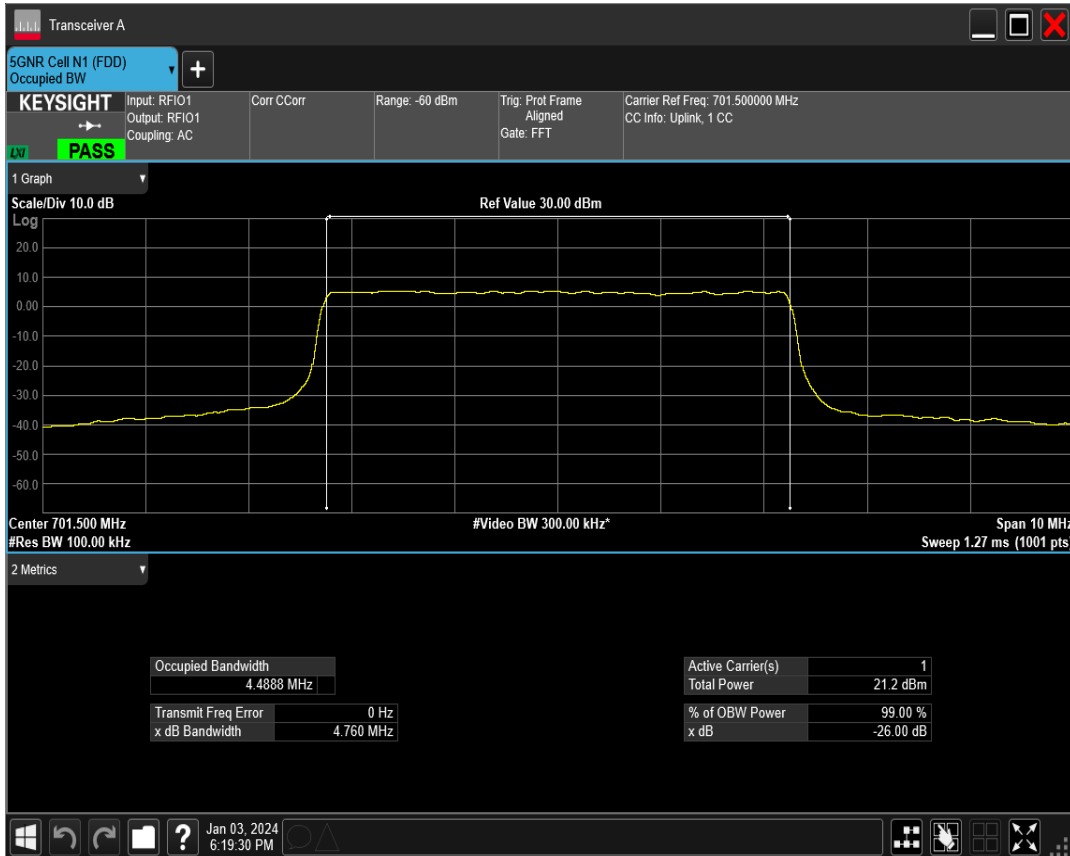 Transceiver A
5GNR Cell N1 (FDD)
Occupied BW
+
KEYSIGHT
LXI
PASS
Input: RFIO1
Output: RFIO1
Coupling: AC
Corr CCorr
Range: -60 dBm
Trig: Prot Frame
Aligned
Gate: FFT
Carrier Ref Freq: 701.500000 MHz
CC Info: Uplink, 1 CC
1 Graph
Scale/Div 10.0 dB
Ref Value 30.00 dBm
Log
20.0
10.0
0.00
-10.0
-20.0
-30.0
-40.0
-50.0
-60.0
Center 701.500 MHz
#Video BW 300.00 kHz*
Span 10 MHz
#Res BW 100.00 kHz
Sweep 1.27 ms (1001 pts)
2 Metrics
Occupied Bandwidth
4.4888 MHz
Transmit Freq Error 0 Hz
x dB Bandwidth 4.760 MHz
Active Carrier(s) 1
Total Power 21.2 dBm
% of OBW Power 99.00 %
x dB -26.00 dB
?
Jan 03, 2024
6:19:30 PM